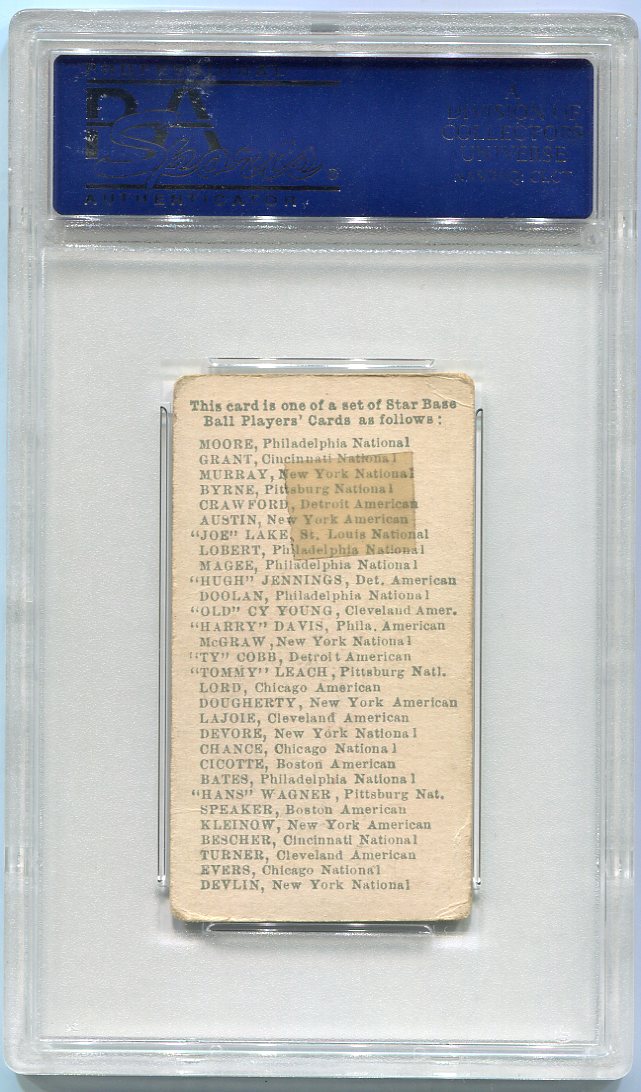 PSA
AUTHENTICATOR
A
DIVISION OF
COLLECTORS
UNIVERSE
NASDAQ: CLCT
This card is one of a set of Star Base
Ball Players' Cards as follows:
MOORE, Philadelphia National
GRANT, Cincinnati National
MURRAY, New York National
BYRNE, Pittsburg National
CRAWFORD, Detroit American
AUSTIN, New York American
"JOE" LAKE, St. Louis National
LOBERT, Philadelphia National
MAGEE, Philadelphia National
"HUGH" JENNINGS, Det. American
DOOLAN, Philadelphia National
"OLD" CY YOUNG, Cleveland Amer.
"HARRY" DAVIS, Phila. American
McGRAW, New York National
"TY" COBB, Detroit American
"TOMMY" LEACH, Pittsburg Natl.
LORD, Chicago American
DOUGHERTY, New York American
LAJOIE, Cleveland American
DEVORE, New York National
CHANCE, Chicago National
CICOTTE, Boston American
BATES, Philadelphia National
"HANS" WAGNER, Pittsburg Nat.
SPEAKER, Boston American
KLEINOW, New York American
BESCHER, Cincinnati National
TURNER, Cleveland American
EVERS, Chicago National
DEVLIN, New York National